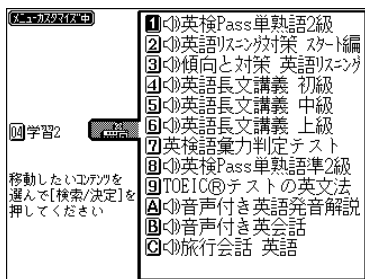 ﾒﾆｭｰｶｽﾀﾏｲｽﾞ中
04 学習2
移動したいｺﾝﾃﾝﾂを
選んで[検索/決定]を
押してください
1 英検Pass単熟語2級
2 英語ﾘｽﾆﾝｸﾞ対策 ｽﾀｰﾄ編
3 傾向と対策 英語ﾘｽﾆﾝｸﾞ
4 英語長文講義 初級
5 英語長文講義 中級
6 英語長文講義 上級
7 英検語彙力判定テスト
8 英検Pass単熟語準2級
9 TOEIC®テストの英文法
A 音声付き英語発音解説
B 音声付き英会話
C 旅行会話 英語